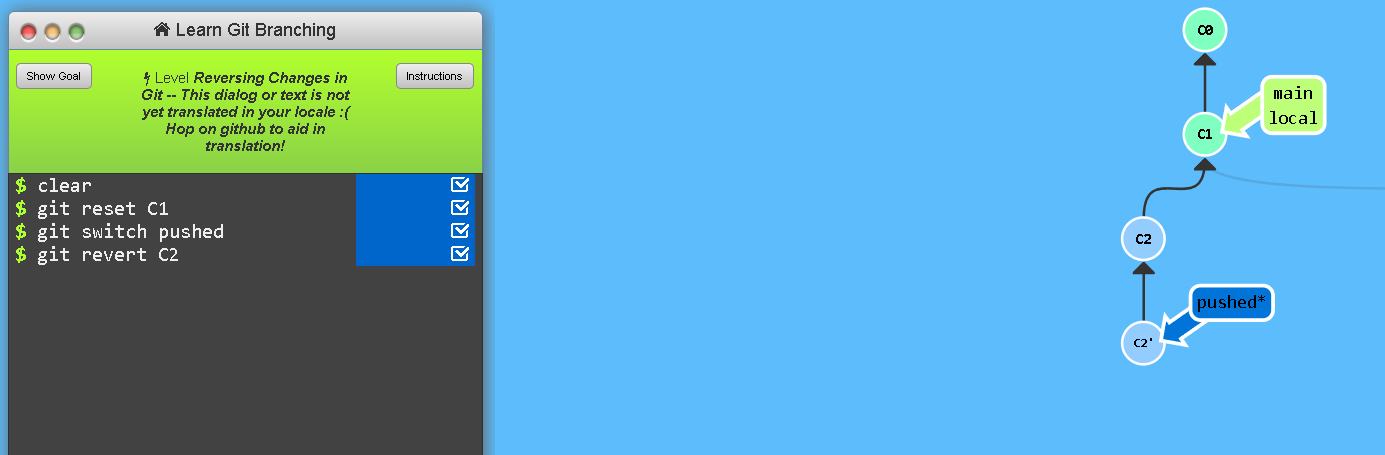 Learn Git Branching
Show Goal
Level Reversing Changes in
Git -- This dialog or text is not
yet translated in your locale :(
Hop on github to aid in
translation!
Instructions
$ clear
$ git reset C1
$ git switch pushed
$ git revert C2
C0
main
local
C1
C2
pushed*
C2'